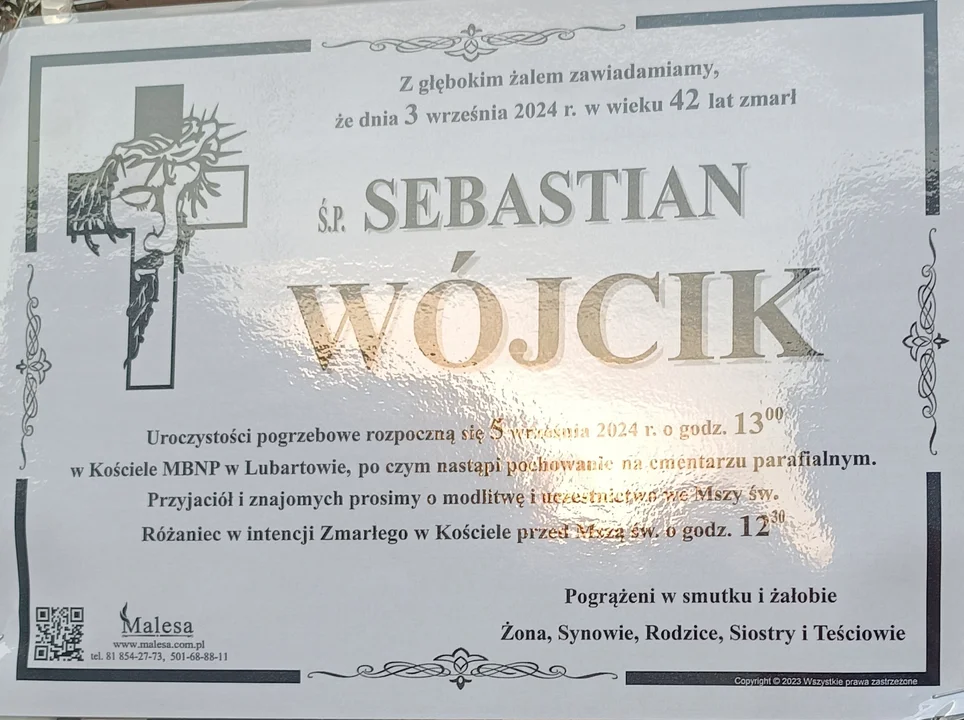 Z głębokim żalem zawiadamiamy,
że dnia 3 września 2024 r. w wieku 42 lat zmarł
Ś.P. SEBASTIAN
WÓJCIK
Uroczystości pogrzebowe rozpoczną się 5 września 2024 r. o godz. 13⁰⁰
w Kościele MBNP w Lubartowie, po czym nastąpi pochowanie na cmentarzu parafialnym.
Przyjaciół i znajomych prosimy o modlitwę i uczestnictwo we Mszy św.
Różaniec w intencji Zmarłego w Kościele przed Mszą św. o godz. 12³⁰
Pogrążeni w smutku i żałobie
Żona, Synowie, Rodzice, Siostry i Teściowie
Malesa
www.malesa.com.pl
tel. 81 854-27-73, 501-68-88-11
Copyright © 2023 Wszystkie prawa zastrzeżone